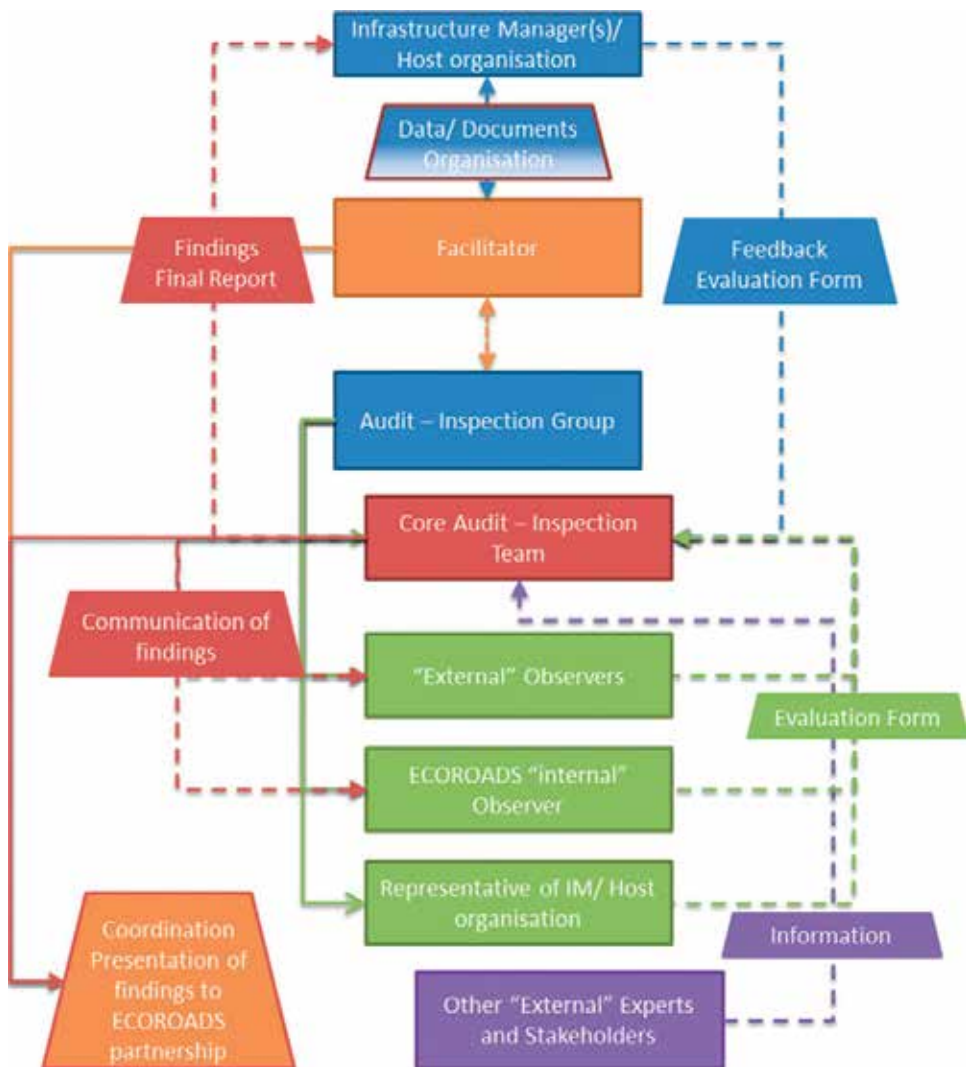 Infrastructure Manager(s)/
Host organisation
Data/ Documents
Organisation
Facilitator
Findings
Final Report
Feedback
Evaluation Form
Audit – Inspection Group
Core Audit – Inspection
Team
Communication of
findings
"External" Observers
Evaluation Form
ECOROADS "internal"
Observer
Representative of IM/ Host
organisation
Coordination
Presentation of
findings to
ECOROADS
partnership
Information
Other "External" Experts
and Stakeholders